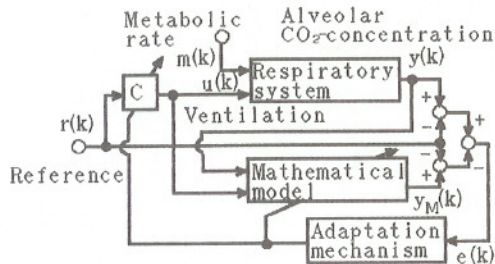 Metabolic
rate
Alveolar
CO2-concentration
m(k)
y(k)
u(k)
Respiratory
system
C
r(k)
Ventilation
+
−
+
Reference
Mathematical
model
−
+
−
yM(k)
Adaptation
mechanism
e(k)